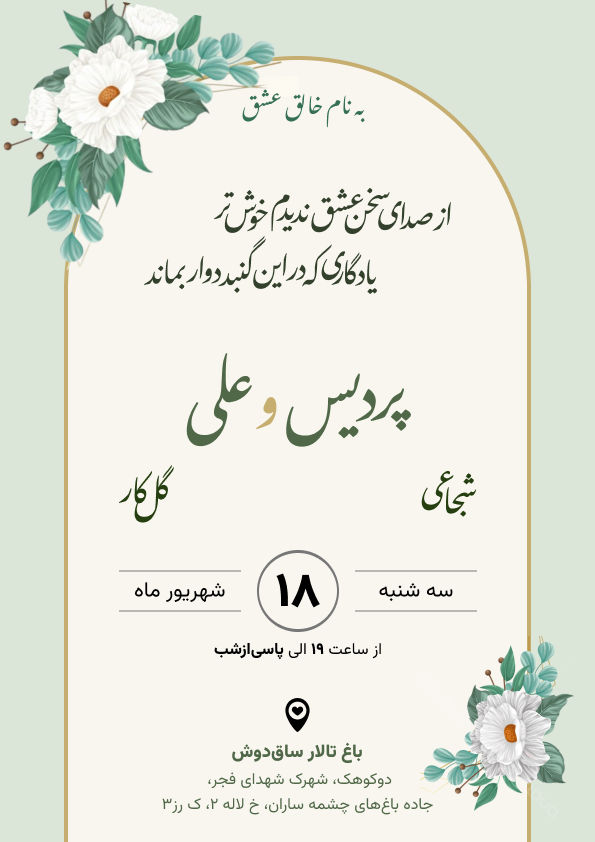 به نام خالق عشق
از صدای سخن عشق ندیدم خوش‌تر
یادگاری که در این گنبد دوار بماند
پردیس و علی
شجاعی گل‌کار
سه شنبه ۱۸ شهریور ماه
از ساعت ۱۹ الی پاسی‌از‌شب
باغ تالار ساق‌دوش
دوکوهک، شهرک شهدای فجر،
جاده باغ‌های چشمه ساران، خ لاله ۲، ک رز۳